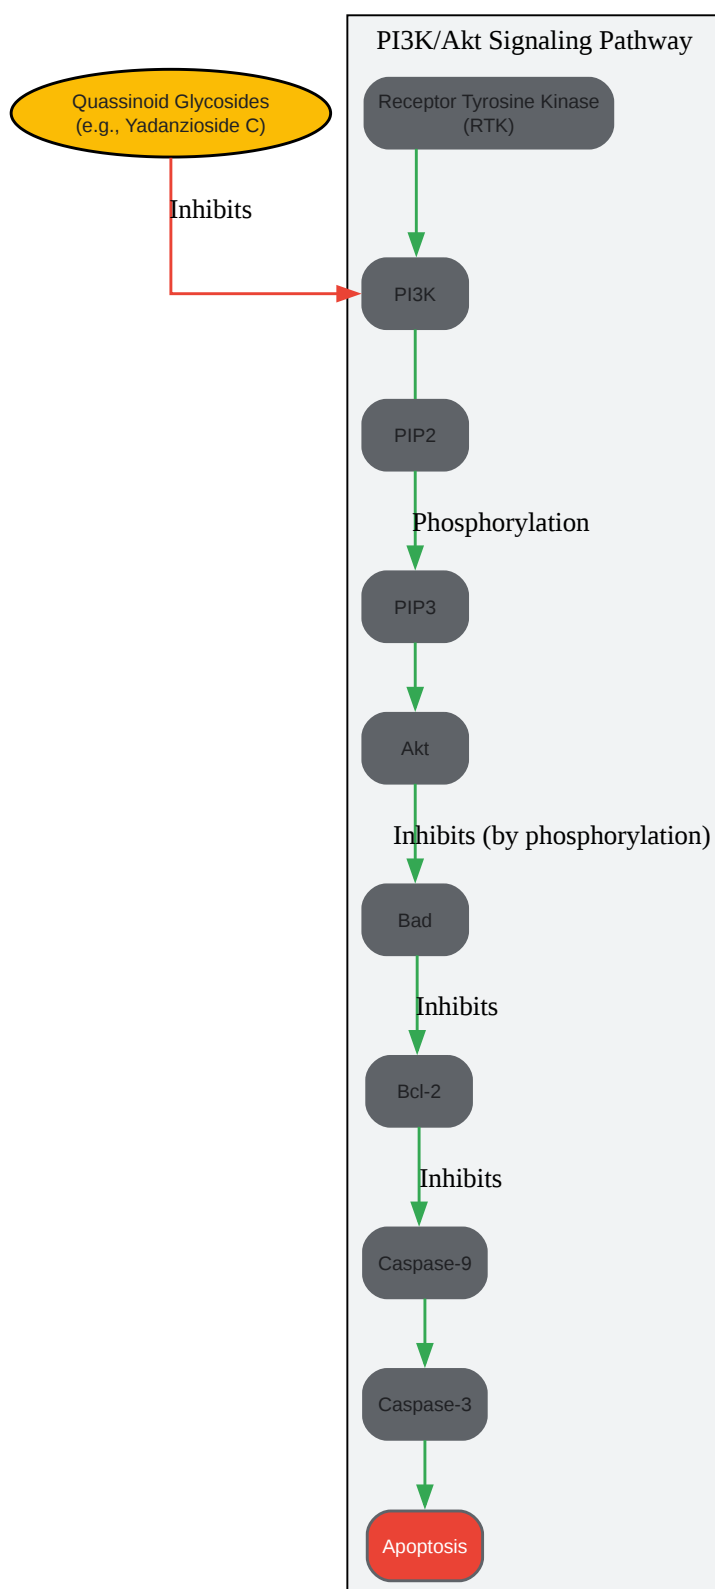 PI3K/Akt Signaling Pathway
Quassinoid Glycosides
(e.g., Yadanzioside C)
Receptor Tyrosine Kinase
(RTK)
Inhibits
PI3K
PIP2
Phosphorylation
PIP3
Akt
Inhibits (by phosphorylation)
Bad
Inhibits
Bcl-2
Inhibits
Caspase-9
Caspase-3
Apoptosis